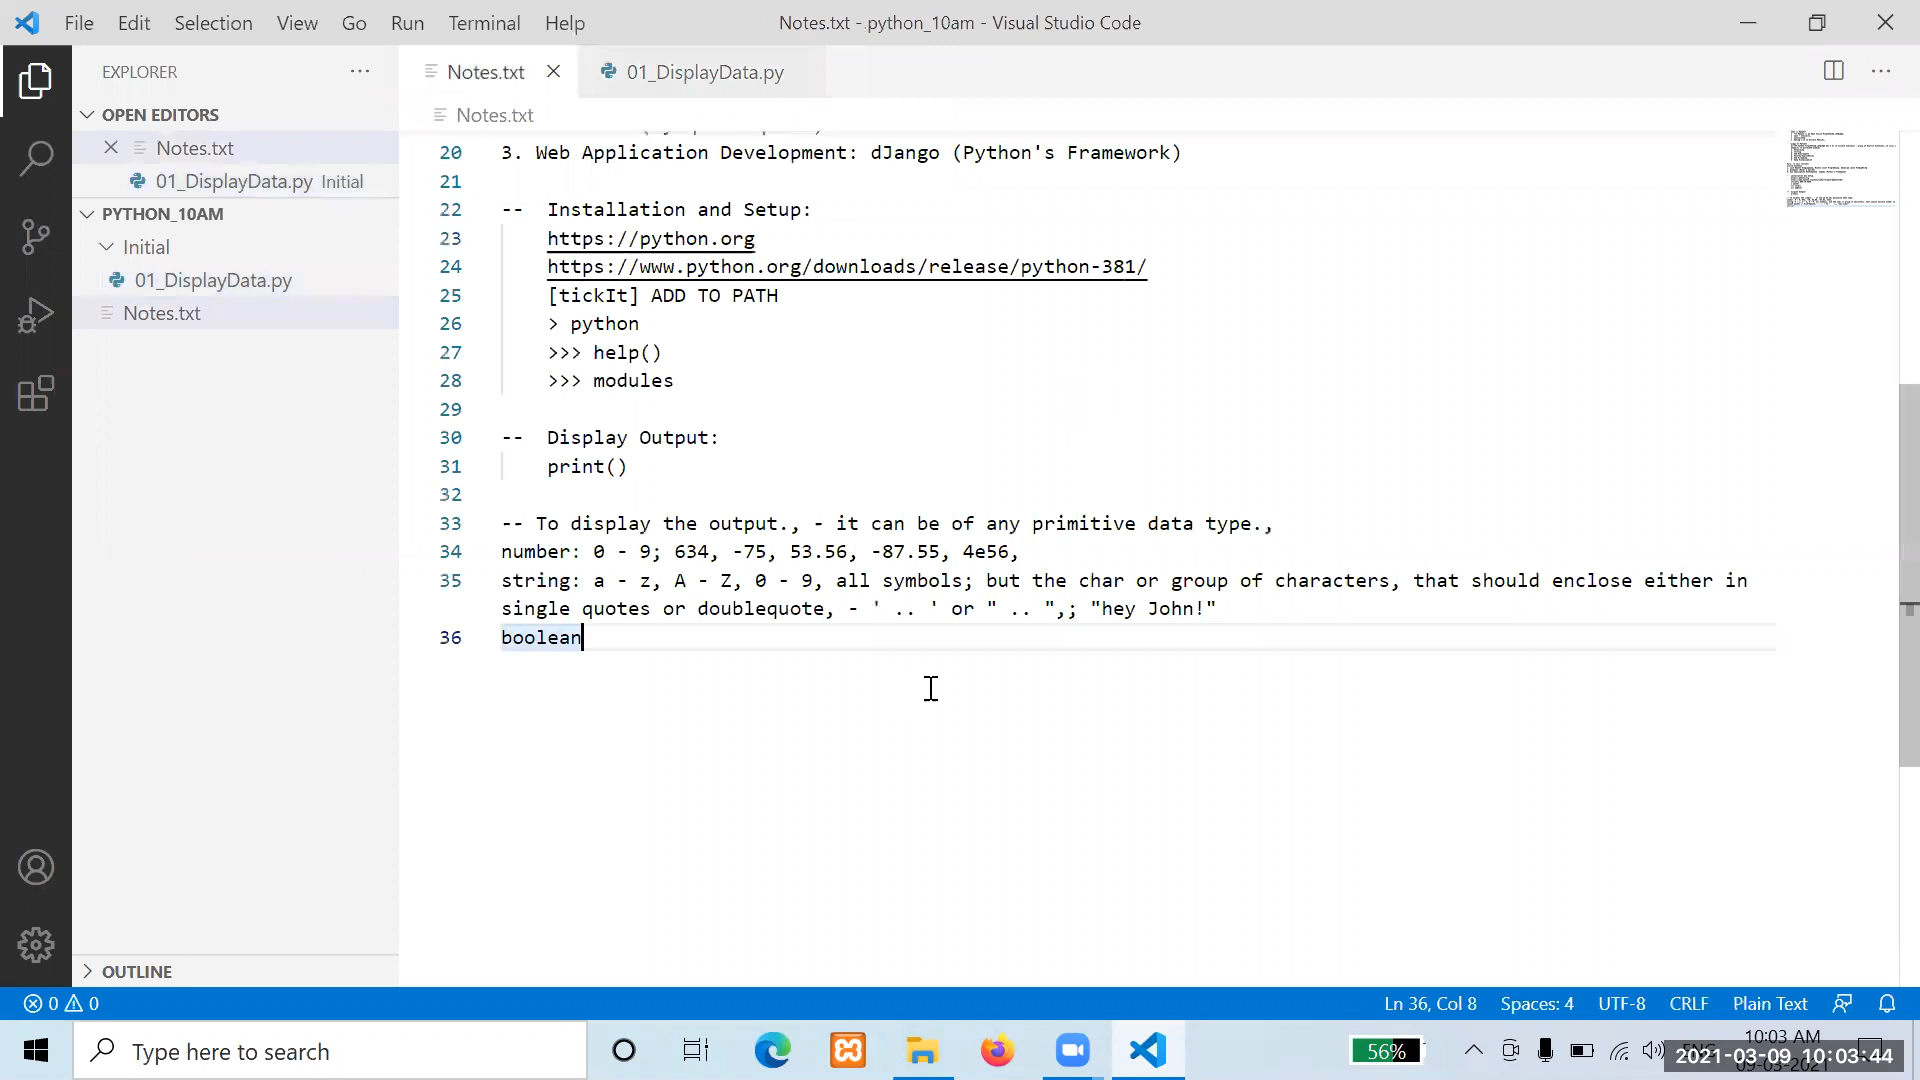 File Edit Selection View Go Run Terminal Help
Notes.txt - python_10am - Visual Studio Code
EXPLORER
OPEN EDITORS
Notes.txt
01_DisplayData.py Initial
PYTHON_10AM
Initial
01_DisplayData.py
Notes.txt
OUTLINE
Notes.txt
01_DisplayData.py
Notes.txt
20 3. Web Application Development: dJango (Python's Framework)
21
22 -- Installation and Setup:
23 https://python.org
24 https://www.python.org/downloads/release/python-381/
25 [tickIt] ADD TO PATH
26 > python
27 >>> help()
28 >>> modules
29
30 -- Display Output:
31 print()
32
33 -- To display the output., - it can be of any primitive data type.,
34 number: 0 - 9; 634, -75, 53.56, -87.55, 4e56,
35 string: a - z, A - Z, 0 - 9, all symbols; but the char or group of characters, that should enclose either in
single quotes or doublequote, - ' .. ' or " .. ",; "hey John!"
36 boolean
0 0
Ln 36, Col 8 Spaces: 4 UTF-8 CRLF Plain Text
Type here to search
56%
10:03 AM
2021-03-09 10:03:44